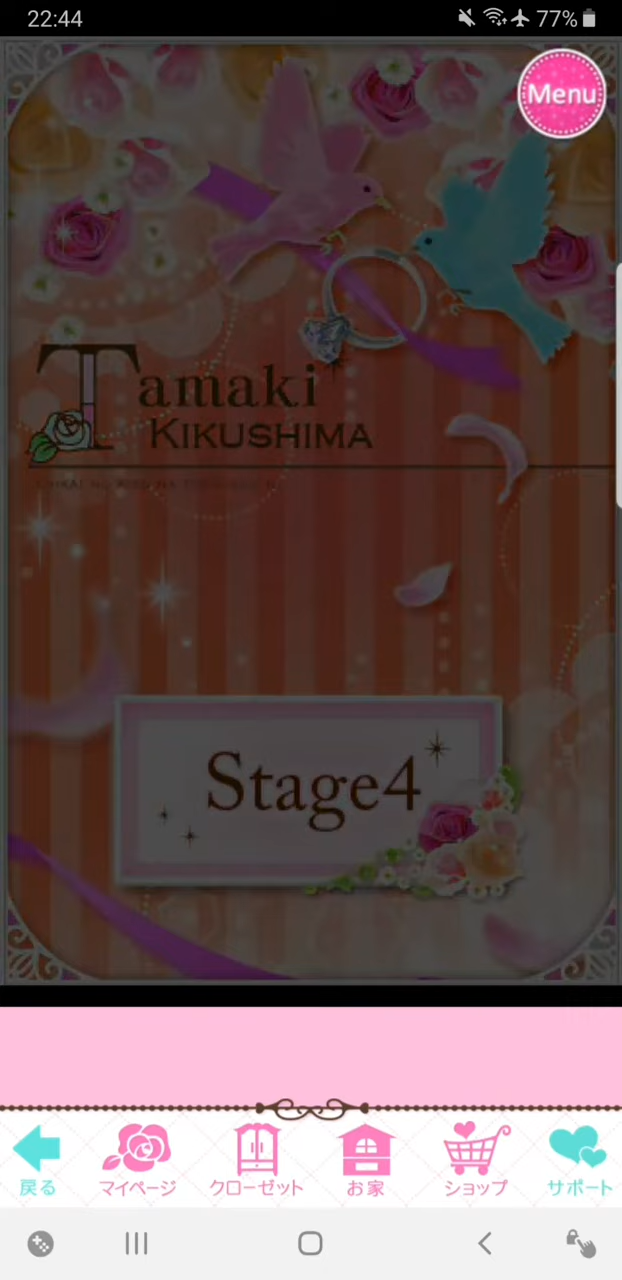 22:44
77%
Menu
Tamaki
KIKUSHIMA
Stage4
戻る
マイページ
クローゼット
お家
ショップ
サポート